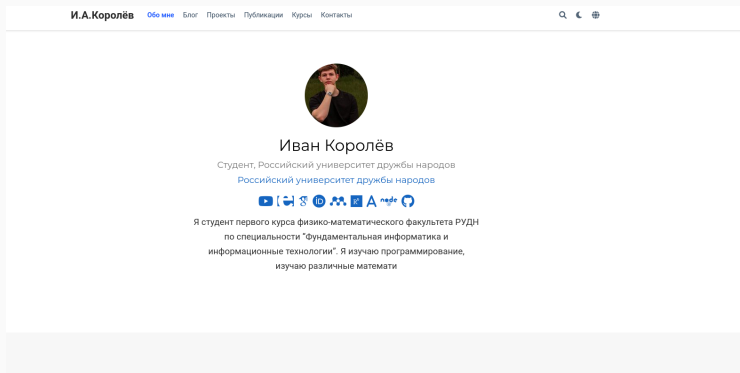 И.А.Королёв
Обо мне Блог Проекты Публикации Курсы Контакты
Иван Королёв
Студент, Российский университет дружбы народов
Российский университет дружбы народов
Я студент первого курса физико-математического факультета РУДН
по специальности "Фундаментальная информатика и
информационные технологии". Я изучаю программирование,
изучаю различные математи